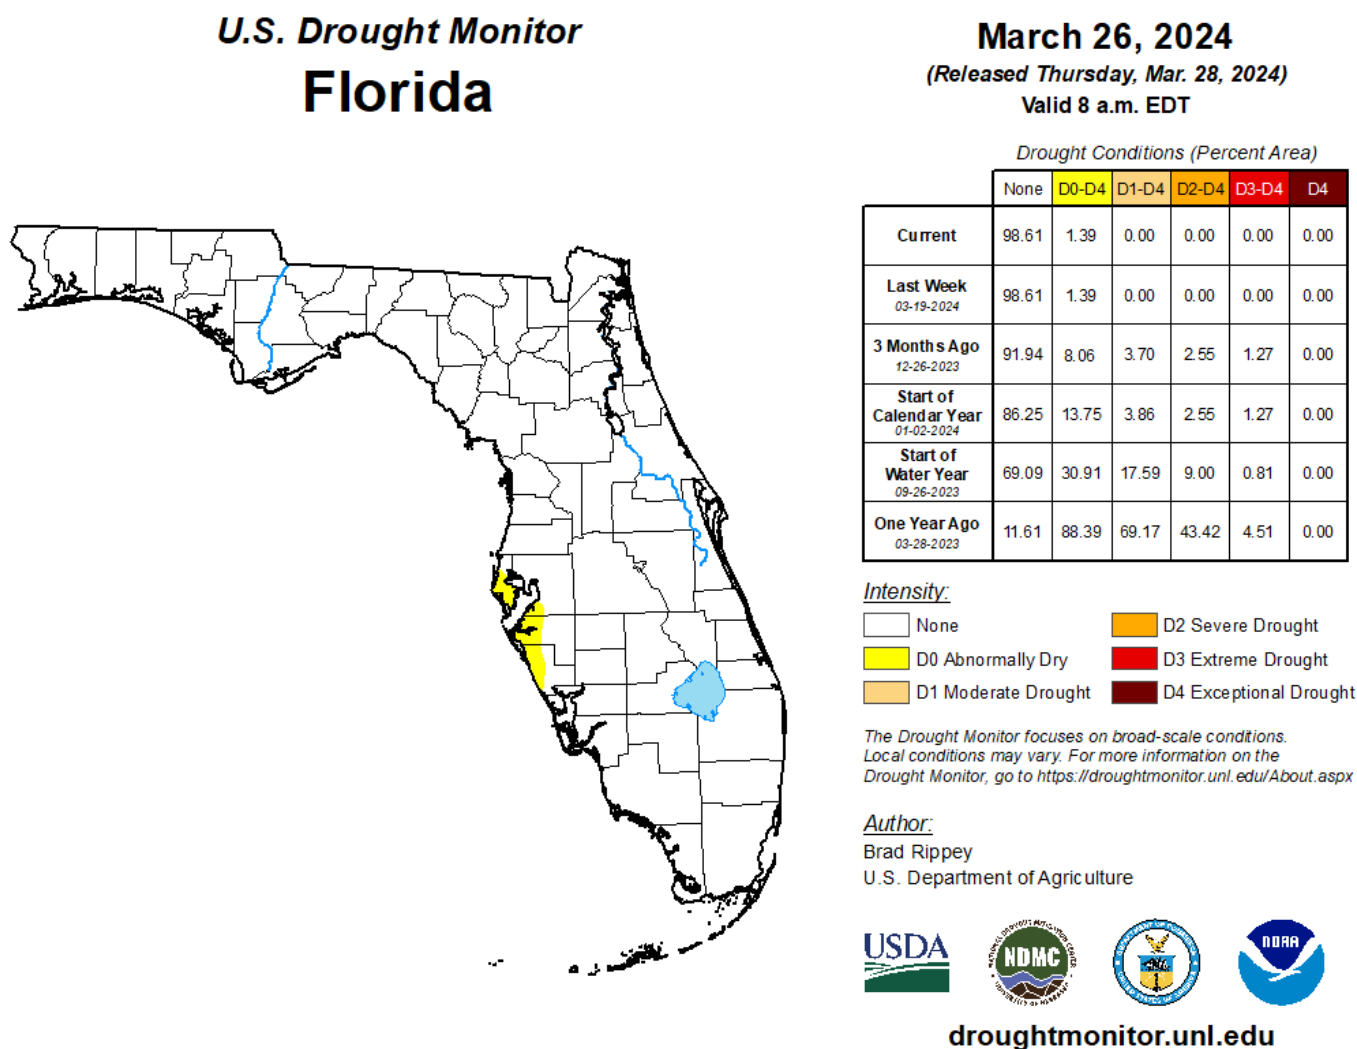 U.S. Drought Monitor
Florida
March 26, 2024
(Released Thursday, Mar. 28, 2024)
Valid 8 a.m. EDT
Drought Conditions (Percent Area)
None D0-D4 D1-D4 D2-D4 D3-D4 D4
Current 98.61 1.39 0.00 0.00 0.00 0.00
Last Week
03-19-2024 98.61 1.39 0.00 0.00 0.00 0.00
3 Months Ago
12-26-2023 91.94 8.06 3.70 2.55 1.27 0.00
Start of
Calendar Year
01-02-2024 86.25 13.75 3.86 2.55 1.27 0.00
Start of
Water Year
09-26-2023 69.09 30.91 17.59 9.00 0.81 0.00
One Year Ago
03-28-2023 11.61 88.39 69.17 43.42 4.51 0.00
Intensity:
None
D0 Abnormally Dry
D1 Moderate Drought
D2 Severe Drought
D3 Extreme Drought
D4 Exceptional Drought
The Drought Monitor focuses on broad-scale conditions.
Local conditions may vary. For more information on the
Drought Monitor, go to https://droughtmonitor.unl.edu/About.aspx
Author:
Brad Rippey
U.S. Department of Agriculture
USDA
NDMC
NOAA
droughtmonitor.unl.edu